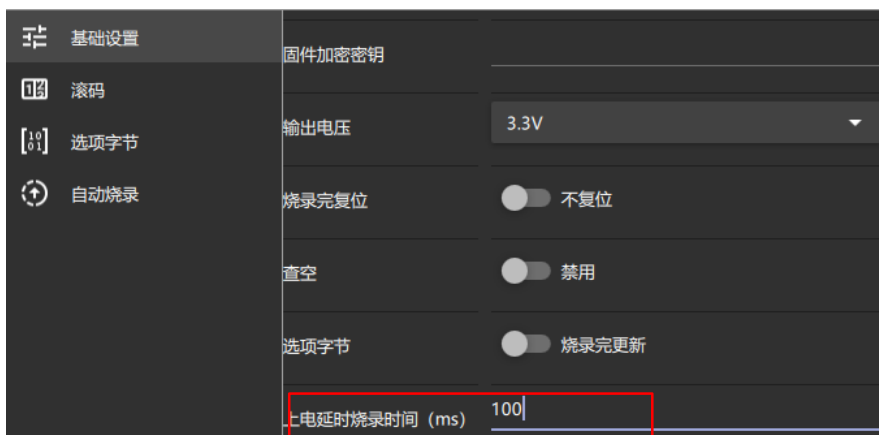 基础设置
滚码
选项字节
自动烧录
固件加密密钥
输出电压 3.3V
烧录完复位 不复位
查空 禁用
选项字节 烧录完更新
上电延时烧录时间（ms） 100